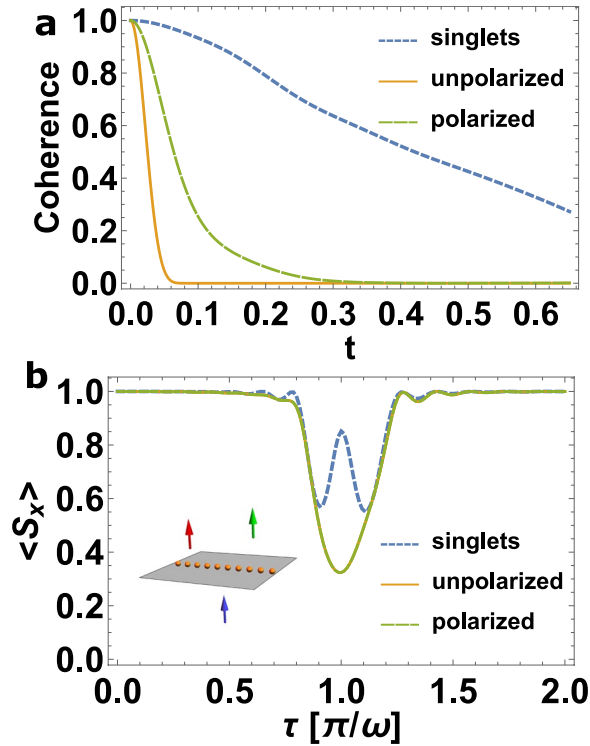 a
Coherence
1.0
0.8
0.6
0.4
0.2
0.0
singlets
unpolarized
polarized
0.0 0.1 0.2 0.3 0.4 0.5 0.6
t
b
<S_x>
1.0
0.8
0.6
0.4
0.2
0.0
singlets
unpolarized
polarized
0.0 0.5 1.0 1.5 2.0
τ [π/ω]